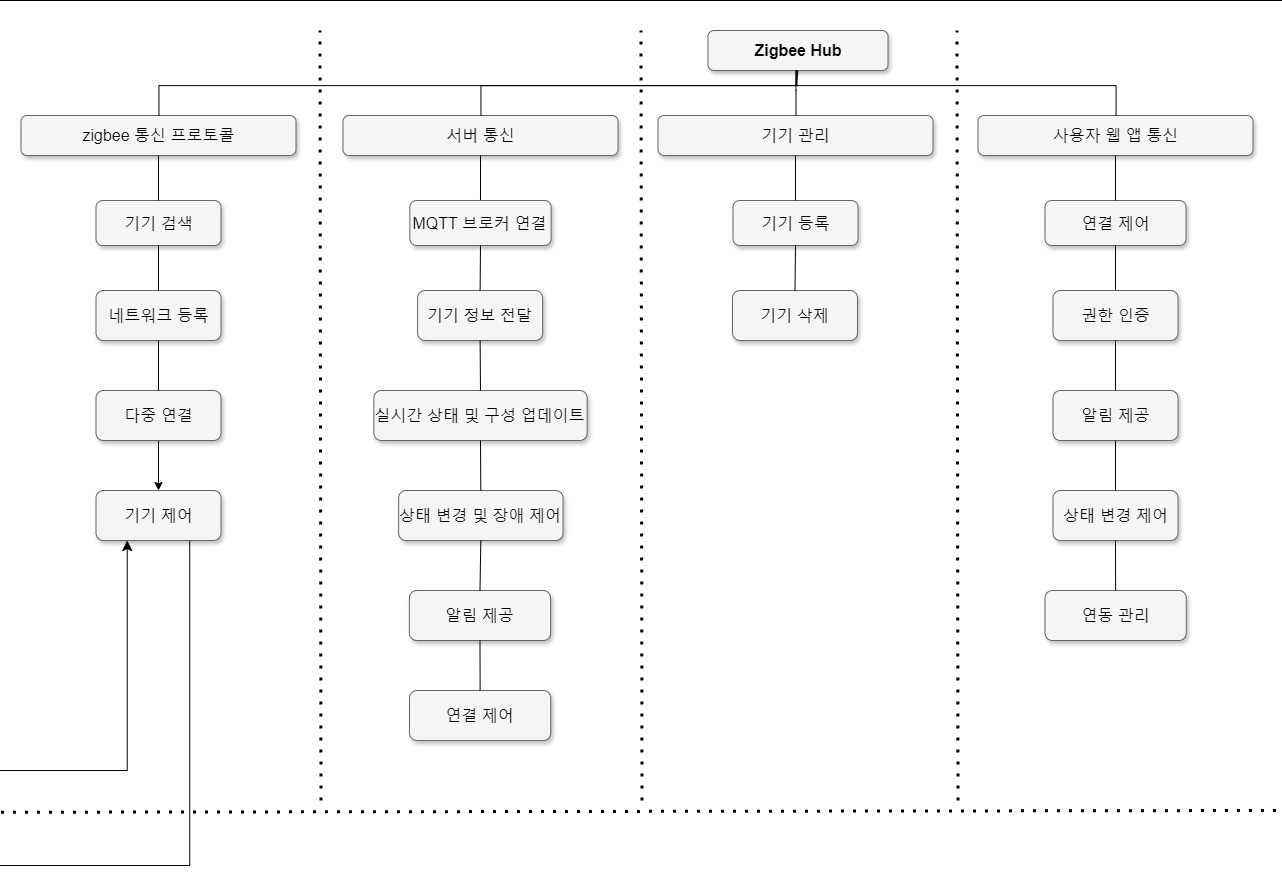 Zigbee Hub
zigbee 통신 프로토콜
서버 통신
기기 관리
사용자 웹 앱 통신
기기 검색
MQTT 브로커 연결
기기 등록
연결 제어
네트워크 등록
기기 정보 전달
기기 삭제
권한 인증
다중 연결
실시간 상태 및 구성 업데이트
알림 제공
기기 제어
상태 변경 및 장애 제어
상태 변경 제어
알림 제공
연동 관리
연결 제어